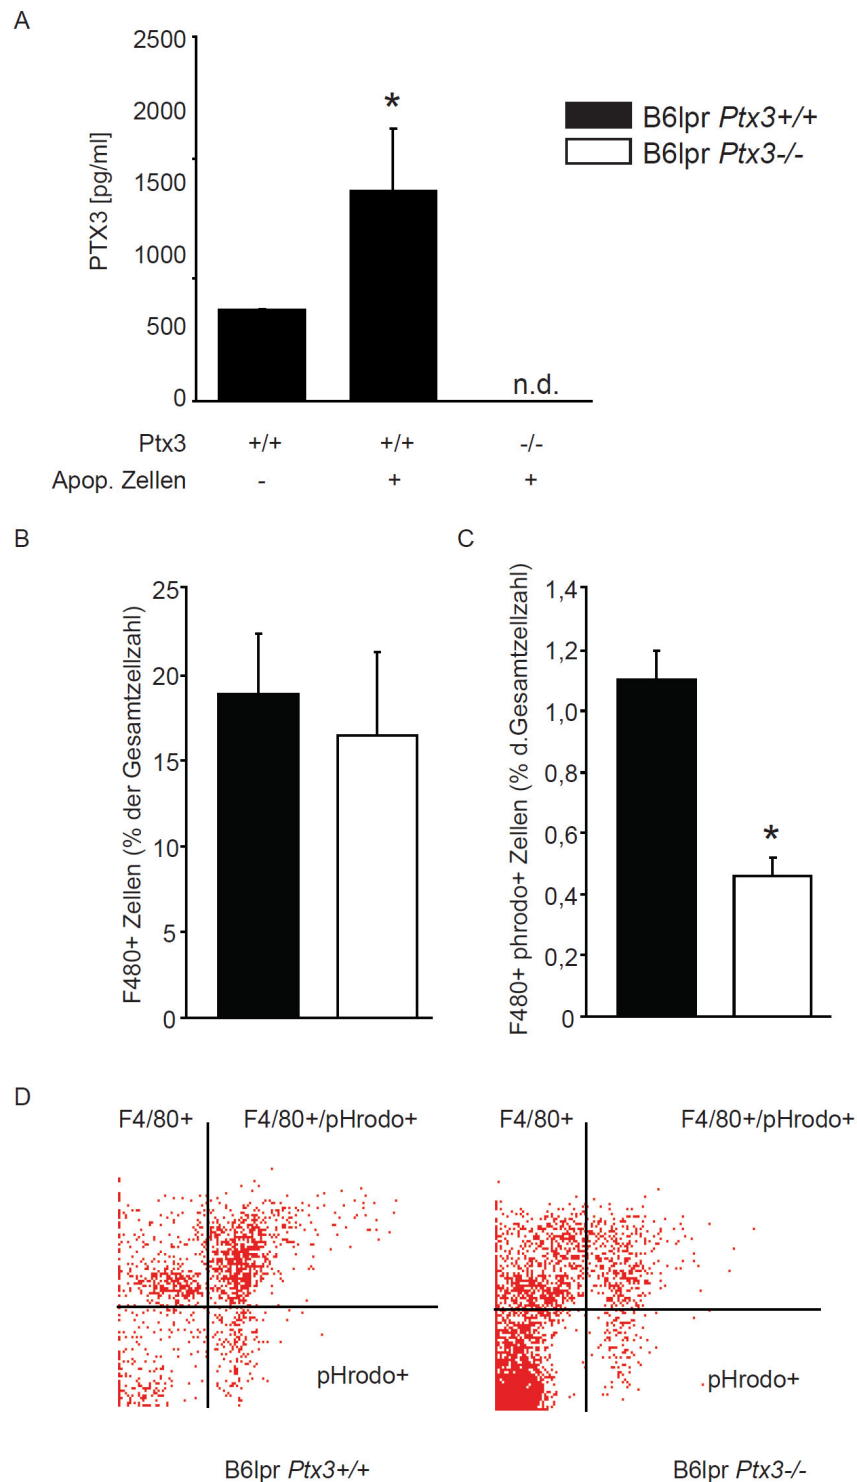 A
2500
2000
1500
1000
500
0
PTX3 [pg/ml]
*
n.d.
B6lpr Ptx3+/+
B6lpr Ptx3-/-
Ptx3 +/+ +/+ -/-
Apop. Zellen - + +
B
25
20
15
10
5
0
F480+ Zellen (% der Gesamtzellzahl)
C
1,4
1,2
1,0
0,8
0,6
0,4
0,2
0
F480+ phrodo+ Zellen (% d.Gesamtzellzahl)
*
D
F4/80+ F4/80+/pHrodo+
pHrodo+
B6lpr Ptx3+/+
F4/80+ F4/80+/pHrodo+
pHrodo+
B6lpr Ptx3-/-